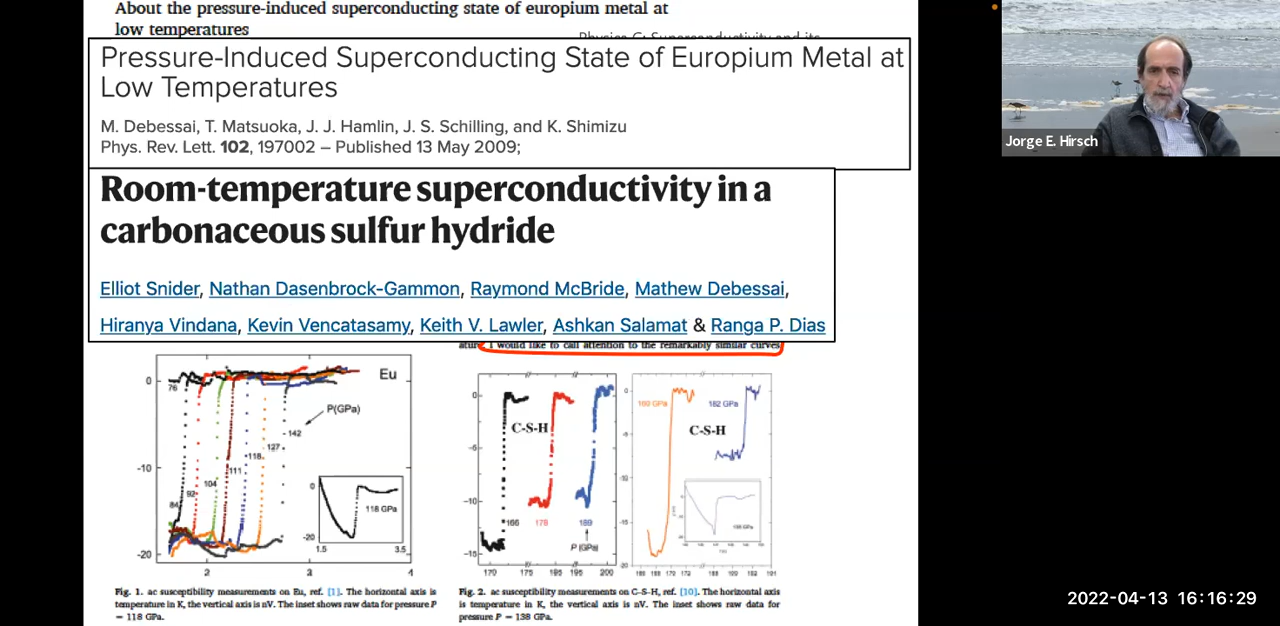 About the pressure-induced superconducting state of europium metal at
low temperatures
Pressure-Induced Superconducting State of Europium Metal at
Low Temperatures
M. Debessai, T. Matsuoka, J. J. Hamlin, J. S. Schilling, and K. Shimizu
Phys. Rev. Lett. 102, 197002 – Published 13 May 2009;
Room-temperature superconductivity in a
carbonaceous sulfur hydride
Elliot Snider, Nathan Dasenbrock-Gammon, Raymond McBride, Mathew Debessai,
Hiranya Vindana, Kevin Vencatasamy, Keith V. Lawler, Ashkan Salamat & Ranga P. Dias
I would like to call attention to the remarkably similar curves
Eu
P(GPa)
0
-10
-20
76
84
92
104
111
118
127
142
0
-20
118 GPa
1.5
3.5
2
3
4
0
-5
-10
-15
C-S-H
166
178
189
P (GPa)
170
175
190
195
195
200
0
-5
-10
-15
-20
160 GPa
182 GPa
C-S-H
Fig. 1. ac susceptibility measurements on Eu, ref. [1]. The horizontal axis is
temperature in K, the vertical axis is nV. The inset shows raw data for pressure P
= 118 GPa.
Fig. 2. ac susceptibility measurements on C-S-H, ref. [10]. The horizontal axis
is temperature in K, the vertical axis is nV. The inset shows raw data for
pressure P = 138 GPa.
Jorge E. Hirsch
2022-04-13 16:16:29